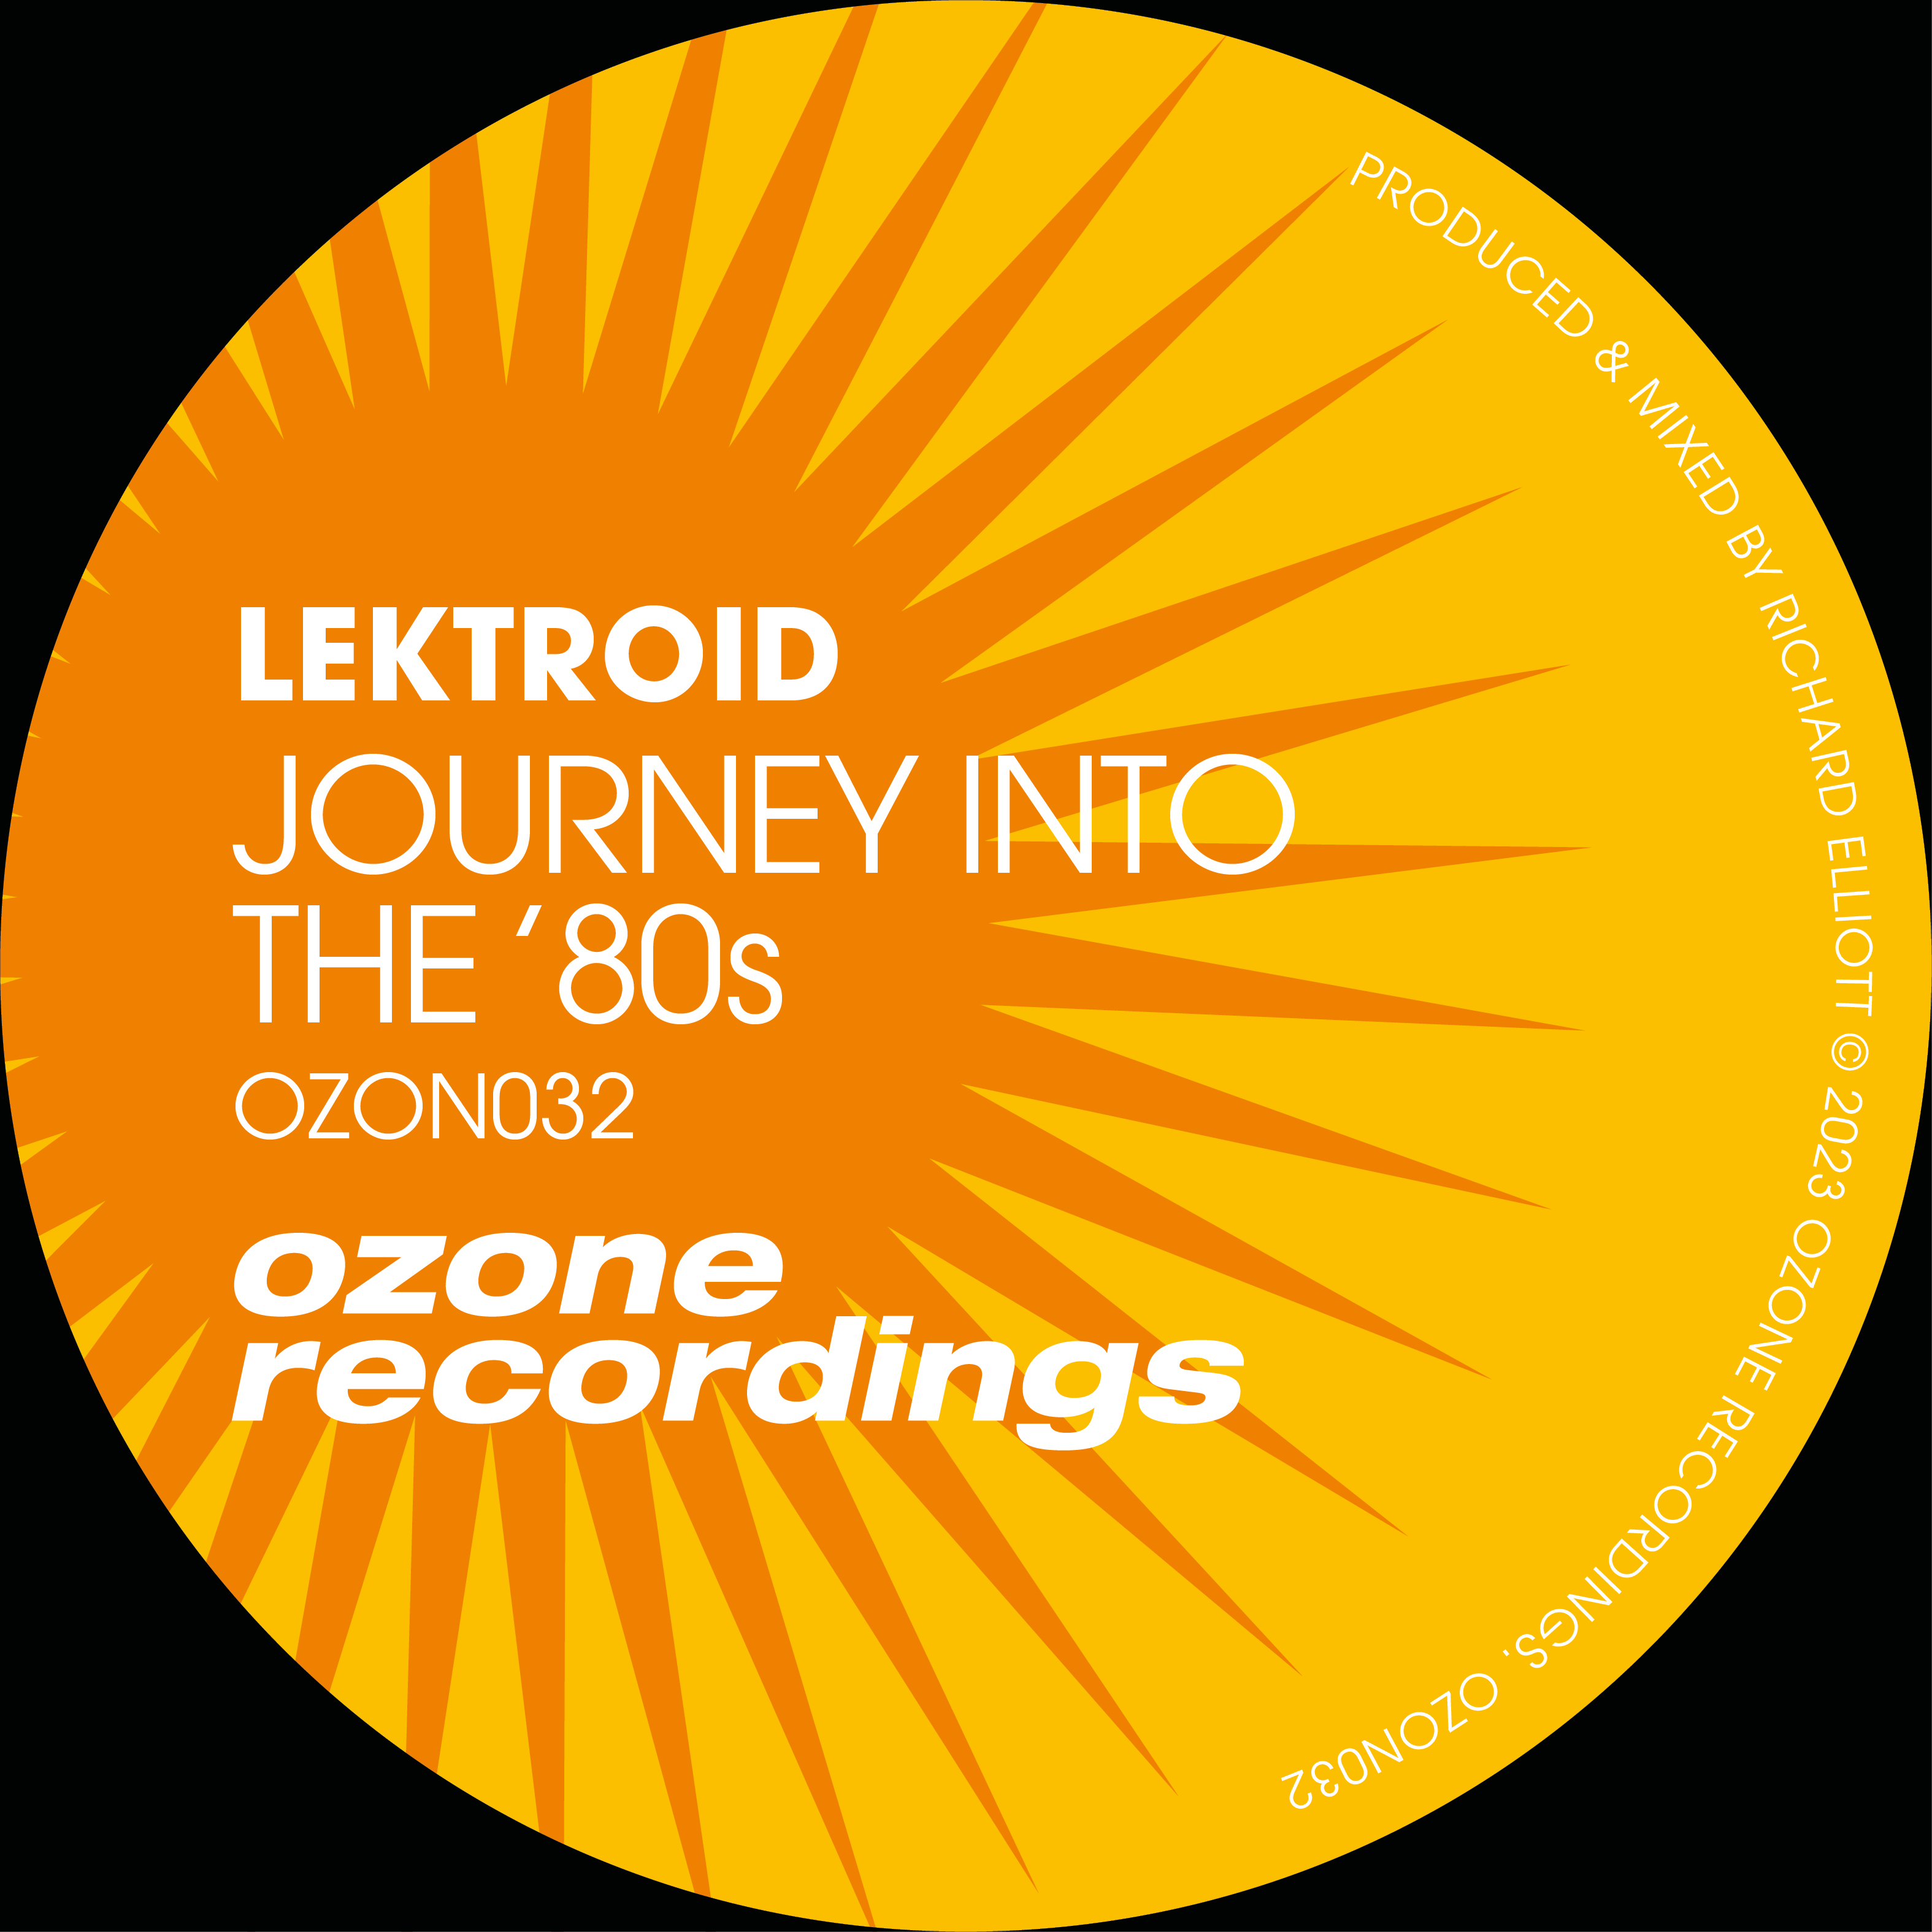 LEKTROID
JOURNEY INTO
THE '80s
OZON032
ozone
recordings
PRODUCED & MIXED BY RICHARD ELLIOTT © 2023 OZONE RECORDINGS, OZON032